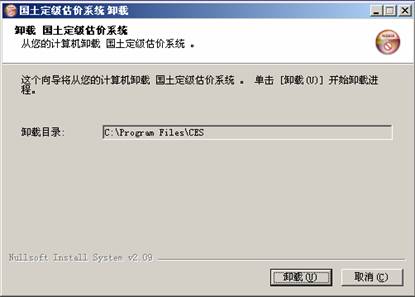 国土定级估价系统 卸载
卸载 国土定级估价系统
从您的计算机卸载 国土定级估价系统 。
这个向导将从您的计算机卸载 国土定级估价系统 。 单击 [卸载(U)] 开始卸载进
程。
卸载目录: C:\Program Files\CES
Nullsoft Install System v2.09
卸载(U) 取消(C)